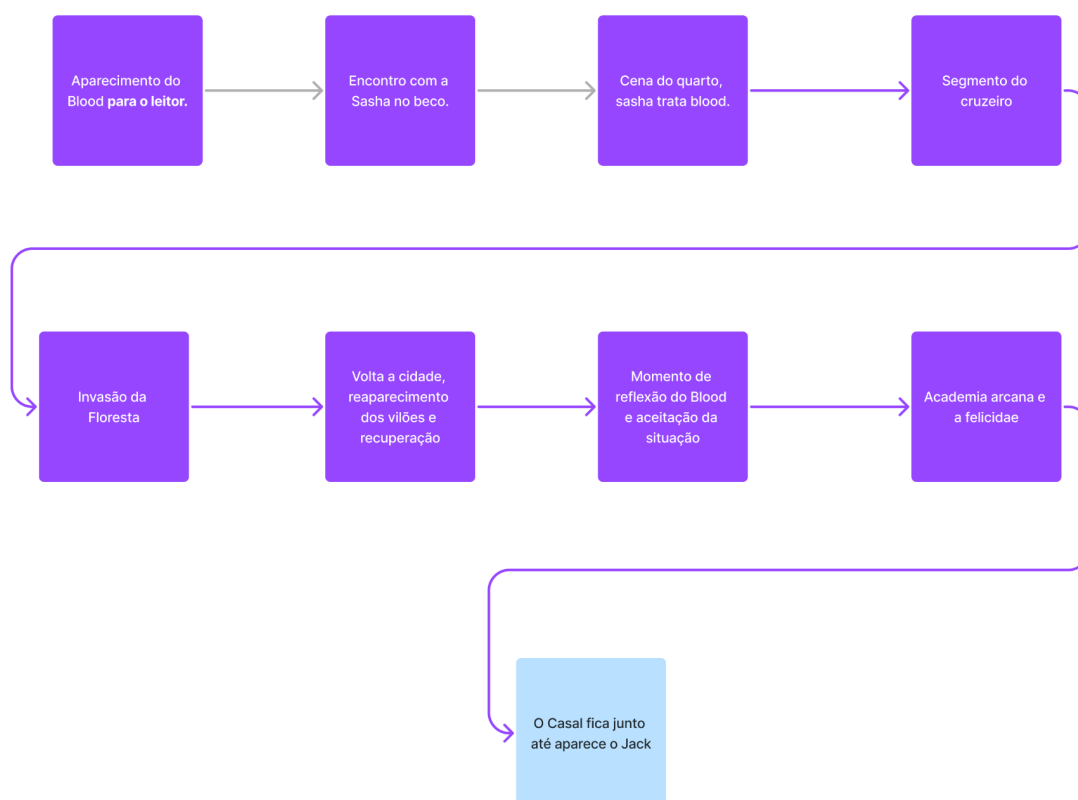 Aparecimento do
Blood para o leitor.
Encontro com a
Sasha no beco.
Cena do quarto,
sasha trata blood.
Segmento do
cruzeiro
Invasão da
Floresta
Volta a cidade,
reaparecimento
dos vilões e
recuperação
Momento de
reflexão do Blood
e aceitação da
situação
Academia arcana e
a felicidae
O Casal fica junto
até aparece o Jack